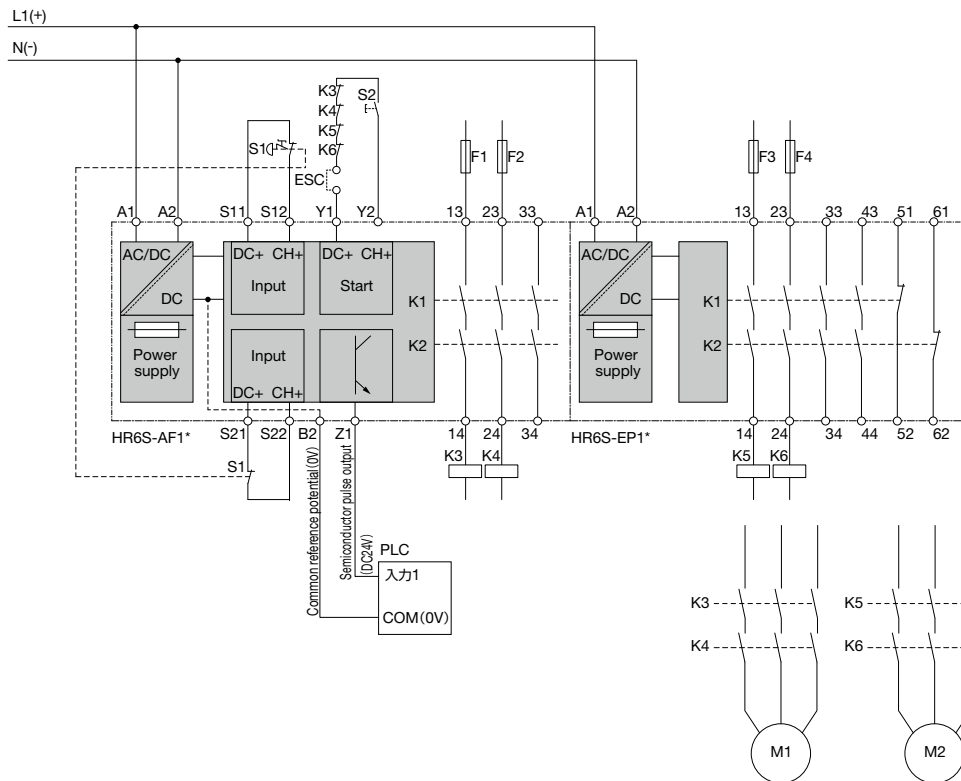 L1(+)
N(-)
K3
K4
K5
K6
S2
S1
ESC
F1
F2
F3
F4
A1
A2
S11
S12
Y1
Y2
13
23
33
A1
A2
13
23
33
43
51
61
AC/DC
DC
Power
supply
DC+ CH+
Input
DC+ CH+
Start
Input
DC+ CH+
K1
K2
AC/DC
DC
Power
supply
K1
K2
HR6S-AF1*
S21
S22
B2
Z1
14
24
34
HR6S-EP1*
14
24
34
44
52
62
S1
K3
K4
K5
K6
Common reference potential(0V)
Semiconductor pulse output
(DC24V)
PLC
入力1
COM(0V)
K3
K4
K5
K6
M1
M2